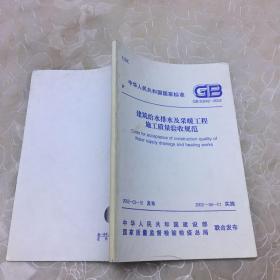 中华人民共和国国家标准
GB
GB 50242-2002
建筑给水排水及采暖工程
施工质量验收规范
Code for acceptance of construction quality of
Water supply drainage and heating works
2002-03-15 发布
2002-04-01 实施
中华人民共和国建设部
国家质量监督检验检疫总局
联合发布